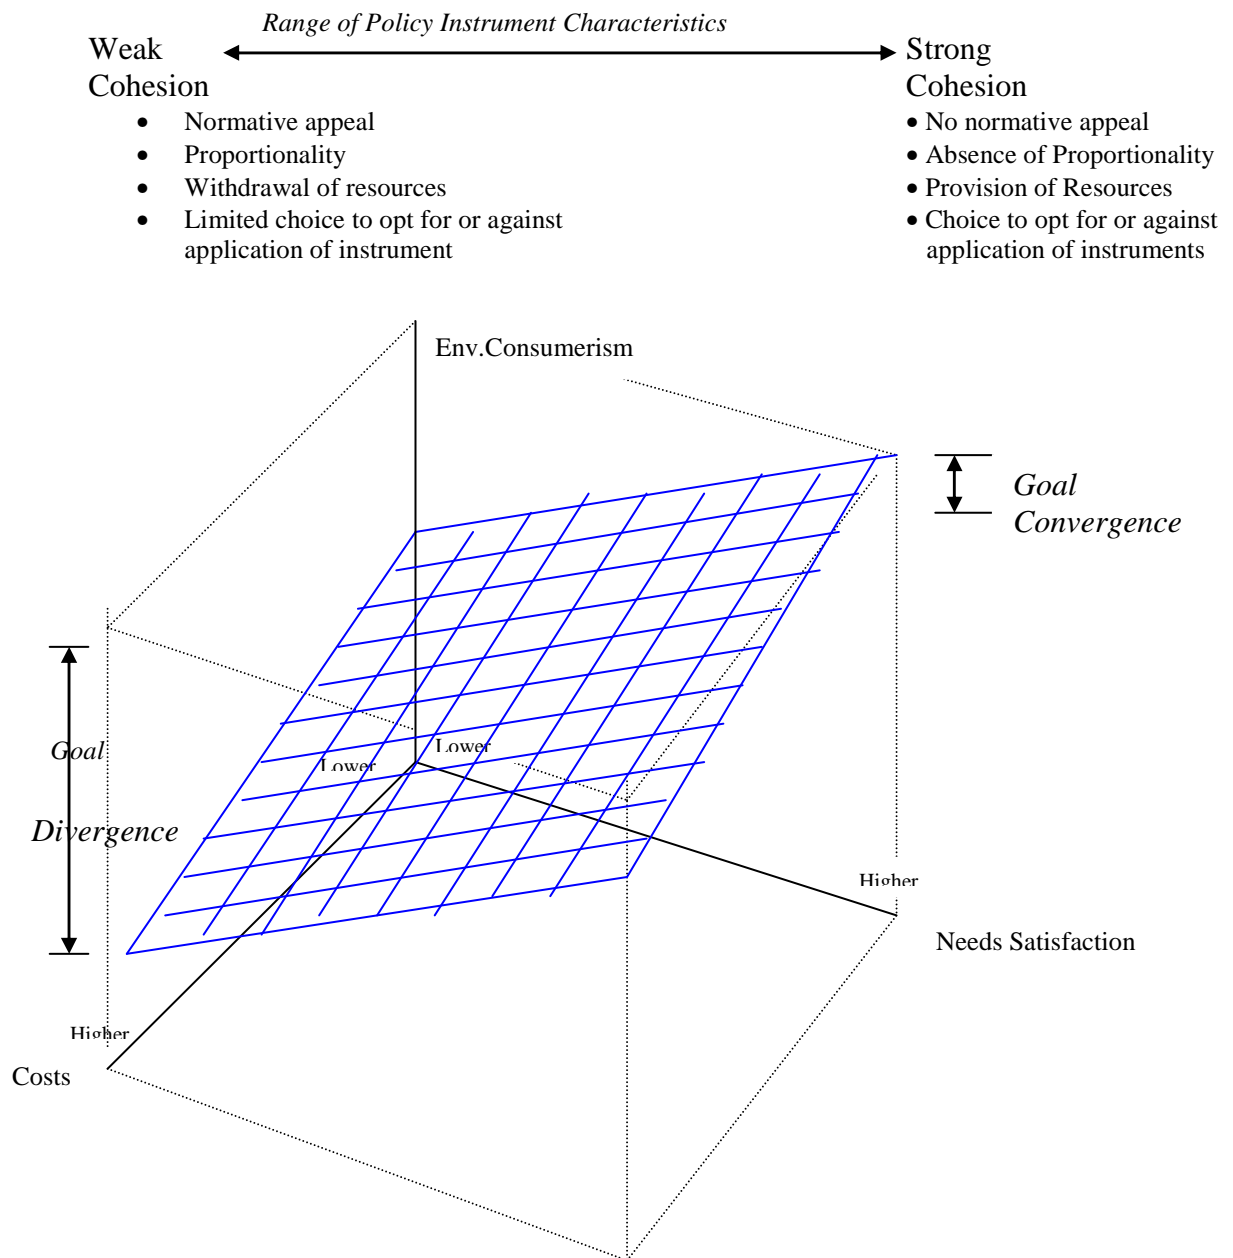 Range of Policy Instrument Characteristics
Weak
Cohesion
• Normative appeal
• Proportionality
• Withdrawal of resources
• Limited choice to opt for or against
application of instrument
Strong
Cohesion
• No normative appeal
• Absence of Proportionality
• Provision of Resources
• Choice to opt for or against
application of instruments
Env.Consumerism
Goal
Convergence
Goal
Divergence
Lower
Lower
Higher
Needs Satisfaction
Higher
Costs